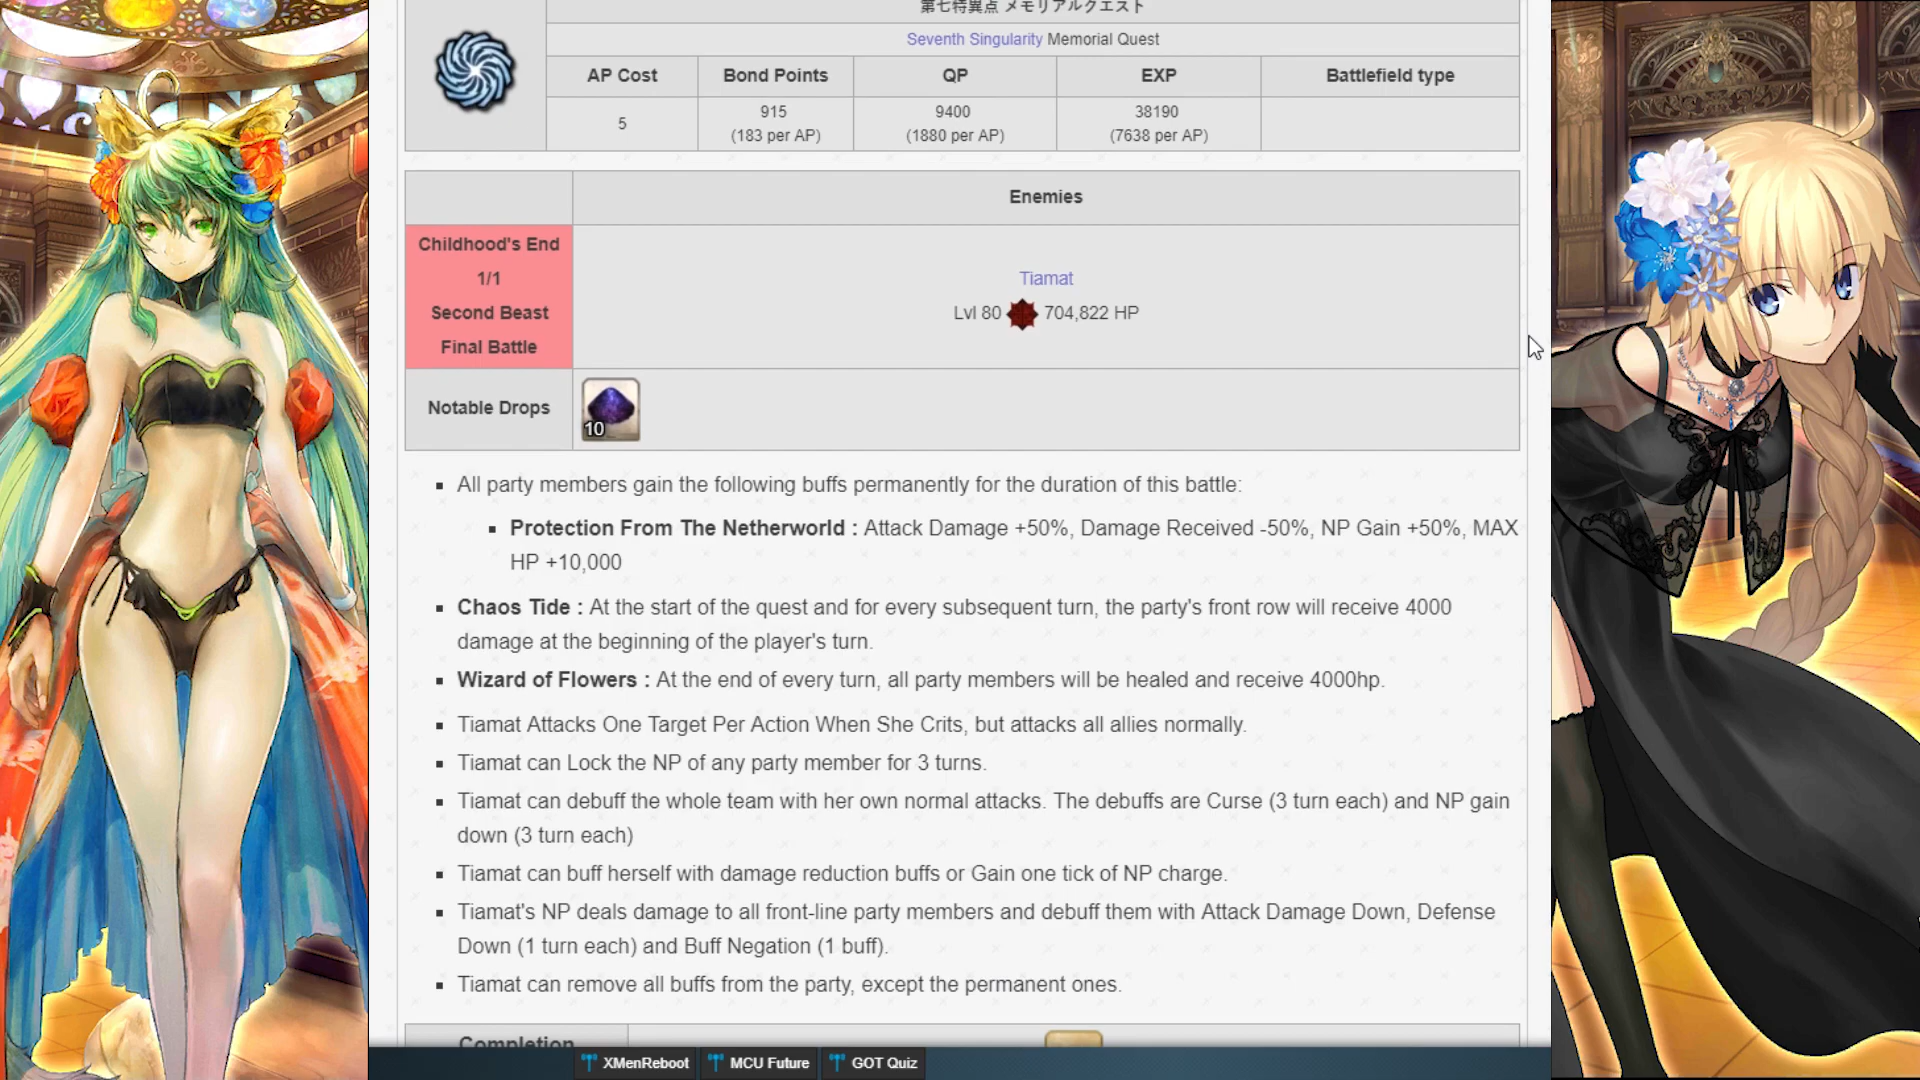 第七特異点 メモリアルクエスト
Seventh Singularity Memorial Quest
AP Cost Bond Points QP EXP Battlefield type
5 915 9400 38190
(183 per AP) (1880 per AP) (7638 per AP)
Enemies
Childhood's End
1/1
Second Beast
Final Battle
Tiamat
Lvl 80 704,822 HP
Notable Drops
10
All party members gain the following buffs permanently for the duration of this battle:
Protection From The Netherworld : Attack Damage +50%, Damage Received -50%, NP Gain +50%, MAX
HP +10,000
Chaos Tide : At the start of the quest and for every subsequent turn, the party's front row will receive 4000
damage at the beginning of the player's turn.
Wizard of Flowers : At the end of every turn, all party members will be healed and receive 4000hp.
Tiamat Attacks One Target Per Action When She Crits, but attacks all allies normally.
Tiamat can Lock the NP of any party member for 3 turns.
Tiamat can debuff the whole team with her own normal attacks. The debuffs are Curse (3 turn each) and NP gain
down (3 turn each)
Tiamat can buff herself with damage reduction buffs or Gain one tick of NP charge.
Tiamat's NP deals damage to all front-line party members and debuff them with Attack Damage Down, Defense
Down (1 turn each) and Buff Negation (1 buff).
Tiamat can remove all buffs from the party, except the permanent ones.
Completion
XMenReboot MCU Future GOT Quiz